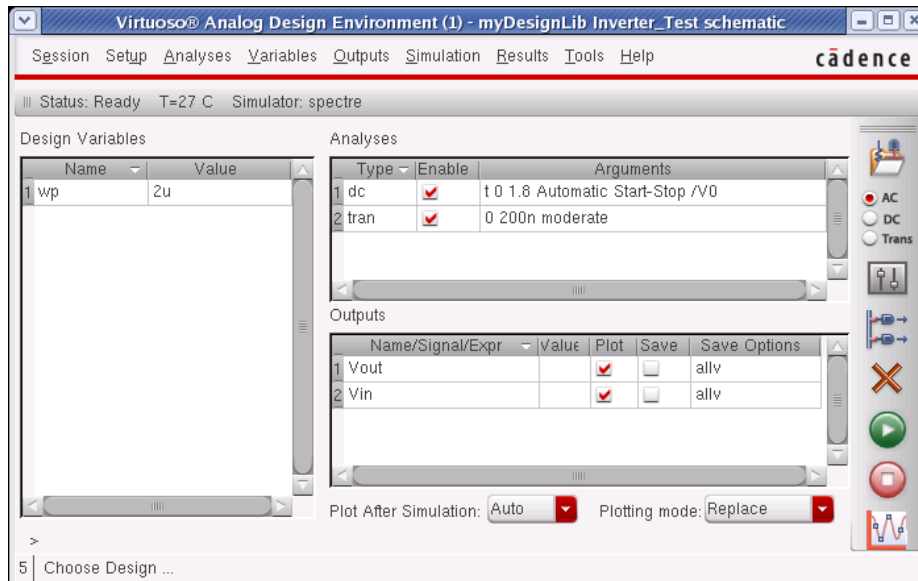 Virtuoso® Analog Design Environment (1) - myDesignLib Inverter_Test schematic
Session Setup Analyses Variables Outputs Simulation Results Tools Help
cādence
Status: Ready T=27 C Simulator: spectre
Design Variables
Name Value
1 wp 2u
Analyses
Type Enable Arguments
1 dc t 0 1.8 Automatic Start-Stop /V0
2 tran 0 200n moderate
Outputs
Name/Signal/Expr Value Plot Save Save Options
1 Vout allv
2 Vin allv
Plot After Simulation: Auto Plotting mode: Replace
>
5 Choose Design ...
AC
DC
Trans